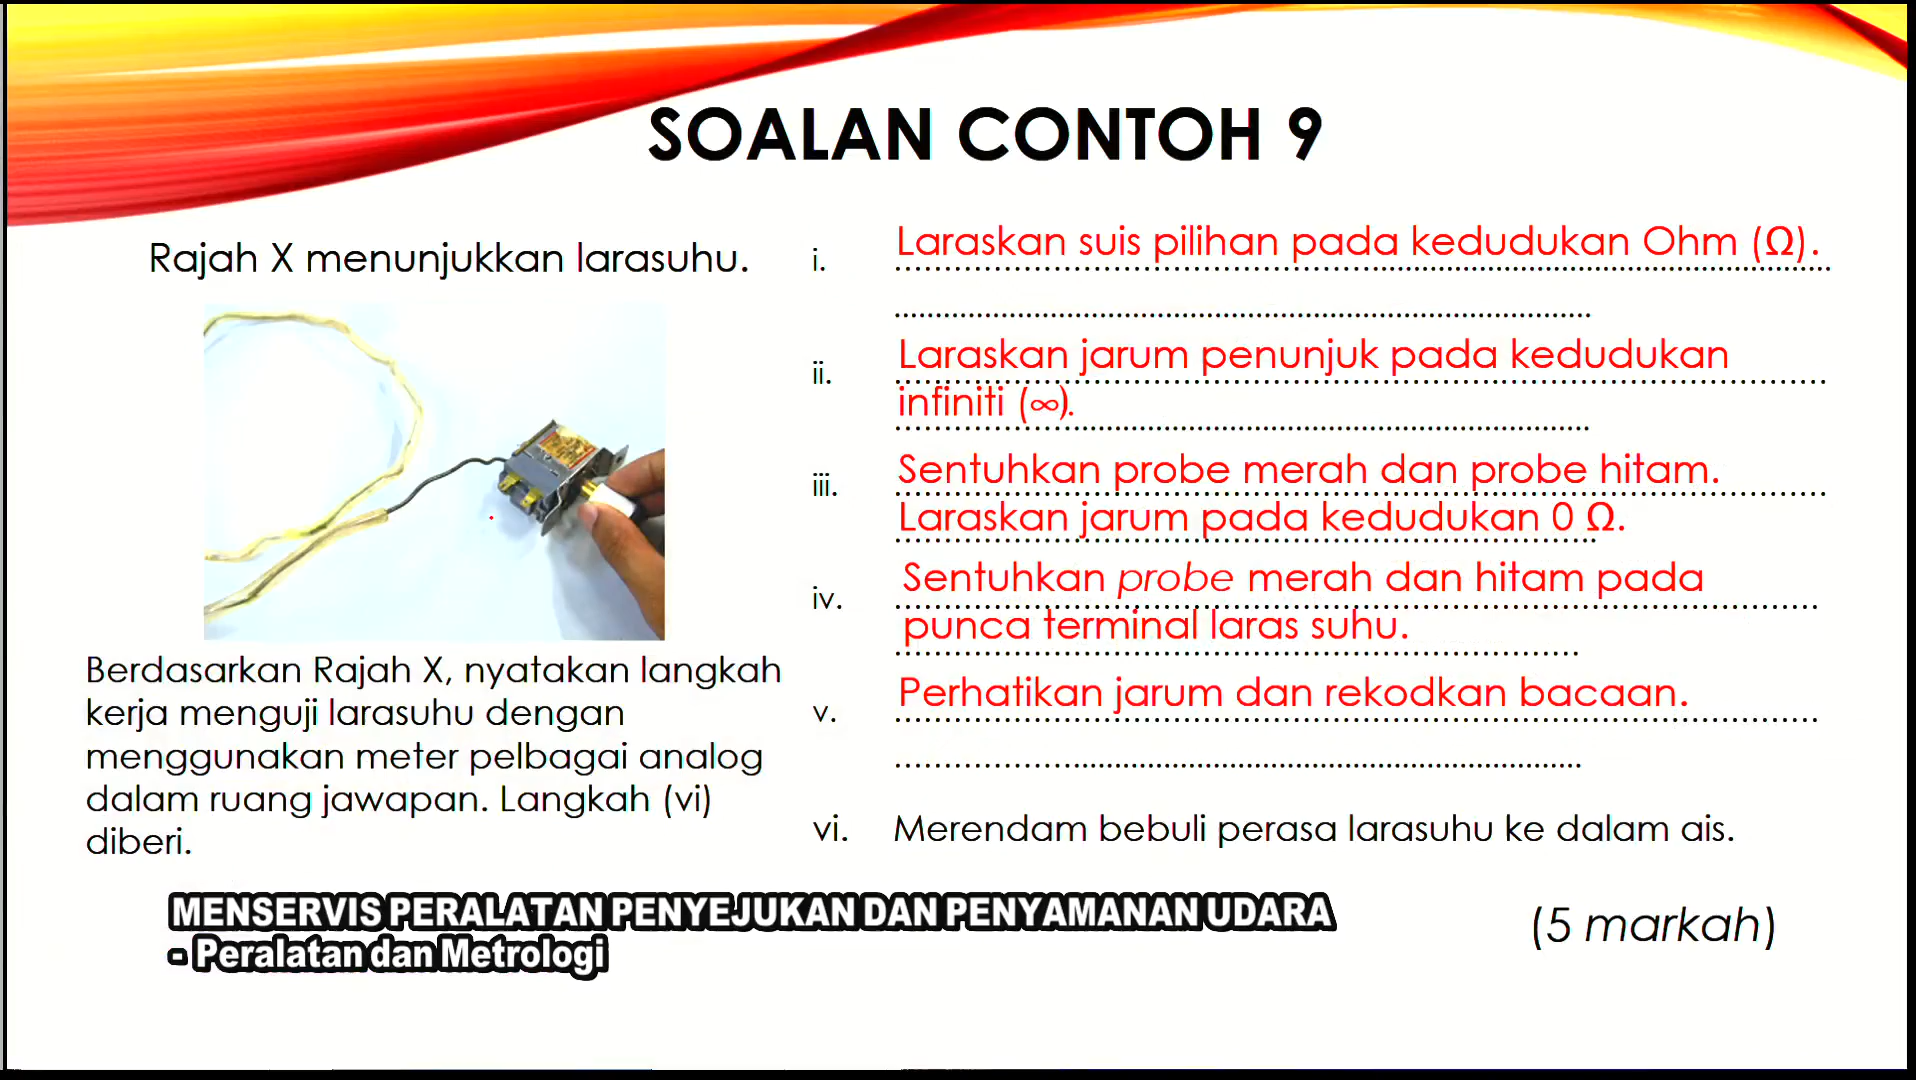 SOALAN CONTOH 9
Rajah X menunjukkan larasuhu.
Berdasarkan Rajah X, nyatakan langkah
kerja menguji larasuhu dengan
menggunakan meter pelbagai analog
dalam ruang jawapan. Langkah (vi)
diberi.
i. Laraskan suis pilihan pada kedudukan Ohm (Ω).
ii. Laraskan jarum penunjuk pada kedudukan
infiniti (∞).
iii. Sentuhkan probe merah dan probe hitam.
Laraskan jarum pada kedudukan 0 Ω.
iv. Sentuhkan probe merah dan hitam pada
punca terminal laras suhu.
v. Perhatikan jarum dan rekodkan bacaan.
vi. Merendam bebuli perasa larasuhu ke dalam ais.
(5 markah)
MENSERVIS PERALATAN PENYEJUKAN DAN PENYAMANAN UDARA
- Peralatan dan Metrologi